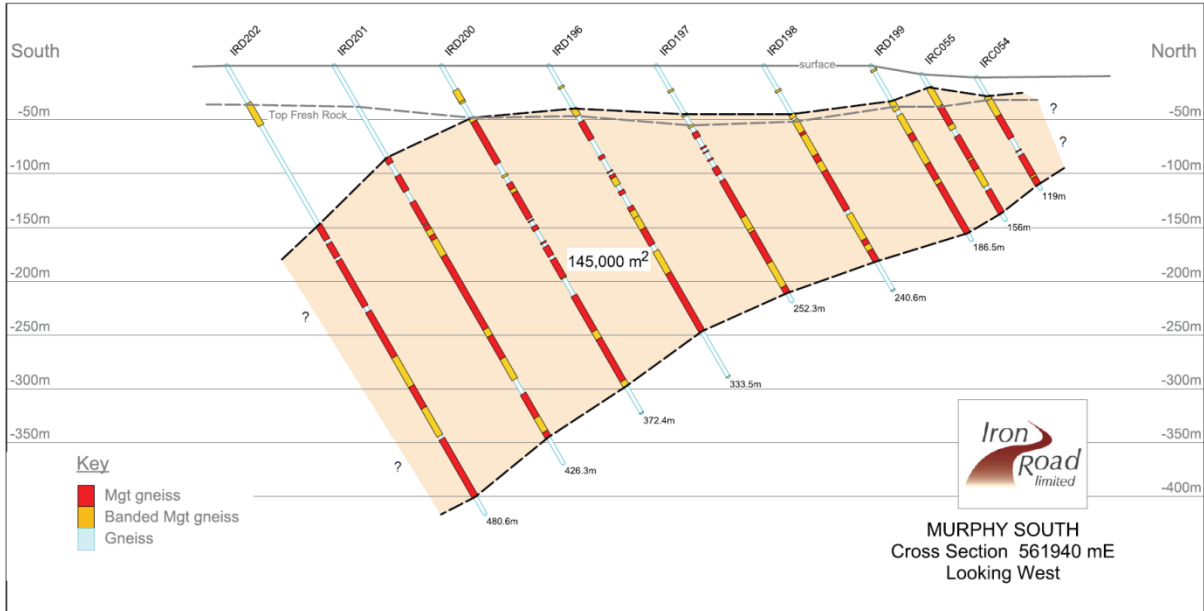 IRD202
IRD201
IRD200
IRD196
IRD197
IRD198
IRD199
IRC055
IRC054
South
North
surface
Top Fresh Rock
-50m
-50m
-100m
-100m
-150m
-150m
-200m
-200m
-250m
-250m
-300m
-300m
-350m
-350m
-400m
?
?
?
?
145,000 m²
119m
156m
186.5m
240.6m
252.3m
333.5m
372.4m
426.3m
480.6m
Key
Mgt gneiss
Banded Mgt gneiss
Gneiss
Iron
Road
limited
MURPHY SOUTH
Cross Section 561940 mE
Looking West